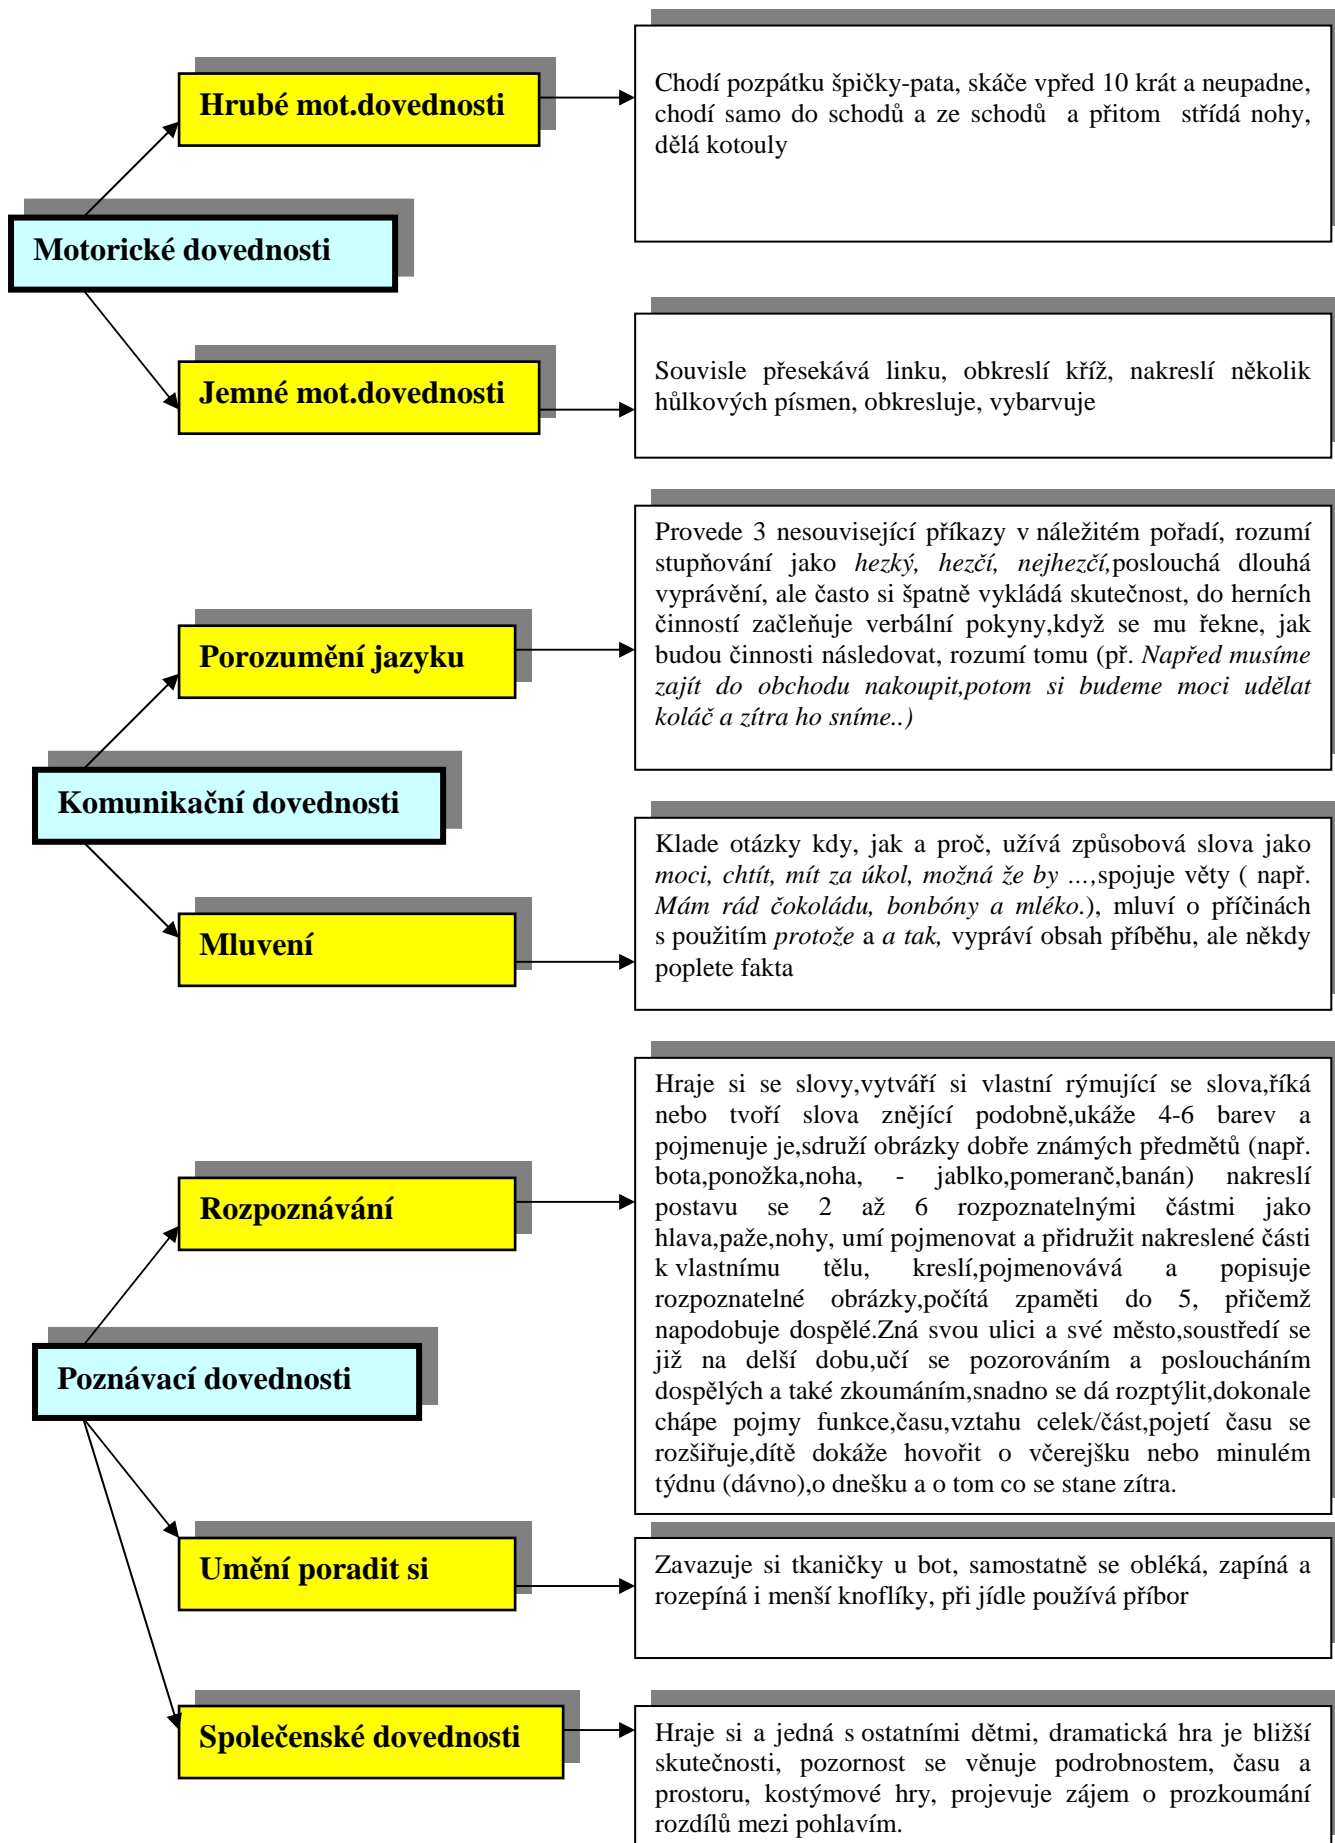 Hrubé mot.dovednosti
Chodí pozpátku špičky-pata, skáče vpřed 10 krát a neupadne,
chodí samo do schodů a ze schodů a přitom střídá nohy,
dělá kotouly
Motorické dovednosti
Jemné mot.dovednosti
Souvisle přesekává linku, obkreslí kříž, nakreslí několik
hůlkových písmen, obkresluje, vybarvuje
Porozumění jazyku
Provede 3 nesouvisející příkazy v náležitém pořadí, rozumí
stupňování jako hezký, hezčí, nejhezčí,poslouchá dlouhá
vyprávění, ale často si špatně vykládá skutečnost, do herních
činností začleňuje verbální pokyny,když se mu řekne, jak
budou činnosti následovat, rozumí tomu (př. Napřed musíme
zajít do obchodu nakoupit,potom si budeme moci udělat
koláč a zítra ho sníme..)
Komunikační dovednosti
Mluvení
Klade otázky kdy, jak a proč, užívá způsobová slova jako
moci, chtít, mít za úkol, možná že by ...,spojuje věty ( např.
Mám rád čokoládu, bonbóny a mléko.), mluví o příčinách
s použitím protože a a tak, vypráví obsah příběhu, ale někdy
poplete fakta
Rozpoznávání
Hraje si se slovy,vytváří si vlastní rýmující se slova,říká
nebo tvoří slova znějící podobně,ukáže 4-6 barev a
pojmenuje je,sdruží obrázky dobře známých předmětů (např.
bota,ponožka,noha, - jablko,pomeranč,banán) nakreslí
postavu se 2 až 6 rozpoznatelnými částmi jako
hlava,paže,nohy, umí pojmenovat a přidružit nakreslené části
k vlastnímu tělu, kreslí,pojmenovává a popisuje
rozpoznatelné obrázky,počítá zpaměti do 5, přičemž
napodobuje dospělé.Zná svou ulici a své město,soustředí se
již na delší dobu,učí se pozorováním a posloucháním
dospělých a také zkoumáním,snadno se dá rozptýlit,dokonale
chápe pojmy funkce,času,vztahu celek/část,pojetí času se
rozšiřuje,dítě dokáže hovořit o včerejšku nebo minulém
týdnu (dávno),o dnešku a o tom co se stane zítra.
Poznávací dovednosti
Umění poradit si
Zavazuje si tkaničky u bot, samostatně se obléká, zapíná a
rozepíná i menší knoflíky, při jídle používá příbor
Společenské dovednosti
Hraje si a jedná s ostatními dětmi, dramatická hra je bližší
skutečnosti, pozornost se věnuje podrobnostem, času a
prostoru, kostýmové hry, projevuje zájem o prozkoumání
rozdílů mezi pohlavím.